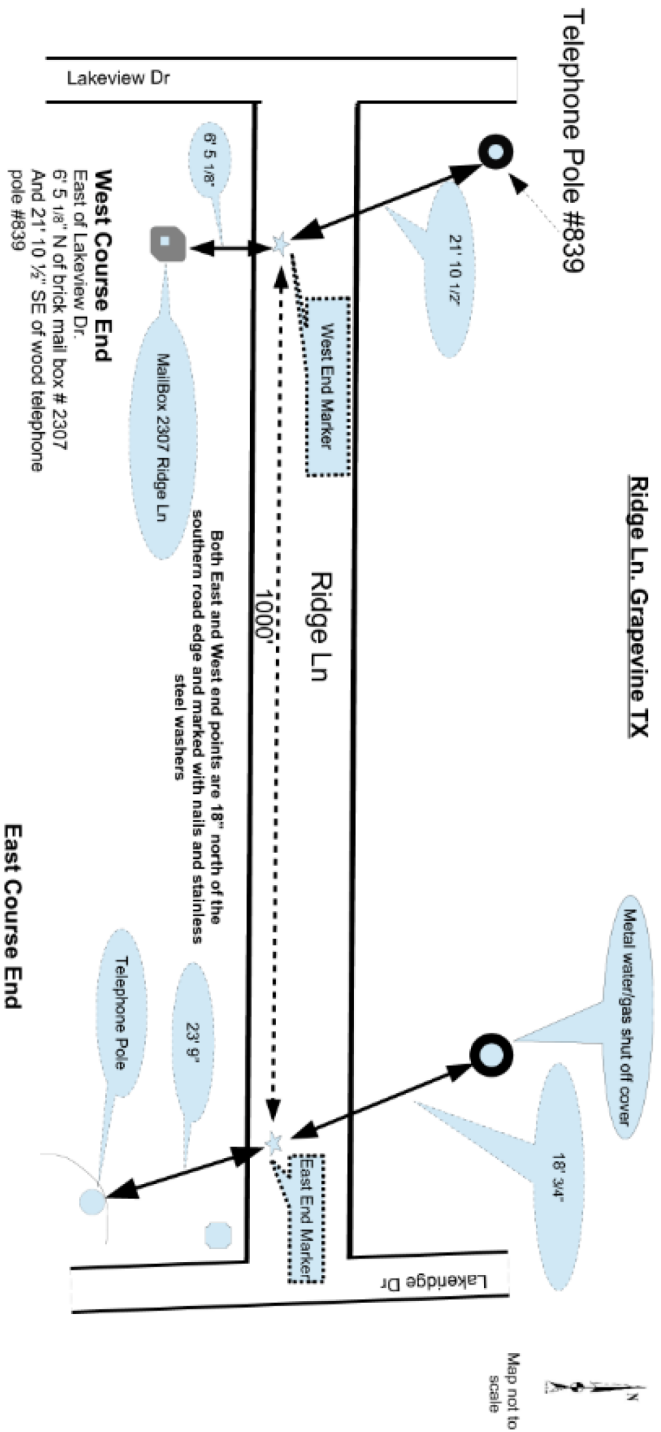 Ridge Ln. Grapevine TX
Telephone Pole #839
Lakeview Dr
21' 10 1/2"
6' 5 1/8"
West End Marker
Ridge Ln
1000'
MailBox 2307 Ridge Ln
West Course End
East of Lakeview Dr.
6' 5 1/8" N of brick mail box # 2307
And 21' 10 ½" SE of wood telephone
pole #839
Both East and West end points are 18" north of the
southern road edge and marked with nails and stainless
steel washers
Metal water/gas shut off cover
18' 3/4"
East End Marker
23' 9"
Telephone Pole
Lakeridge Dr
East Course End
N
Map not to
scale